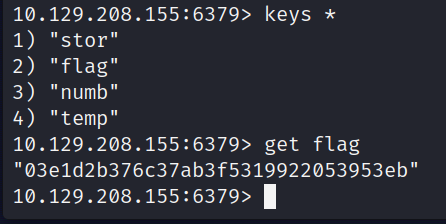 10.129.208.155:6379> keys *
1) "stor"
2) "flag"
3) "numb"
4) "temp"
10.129.208.155:6379> get flag
"03e1d2b376c37ab3f5319922053953eb"
10.129.208.155:6379>